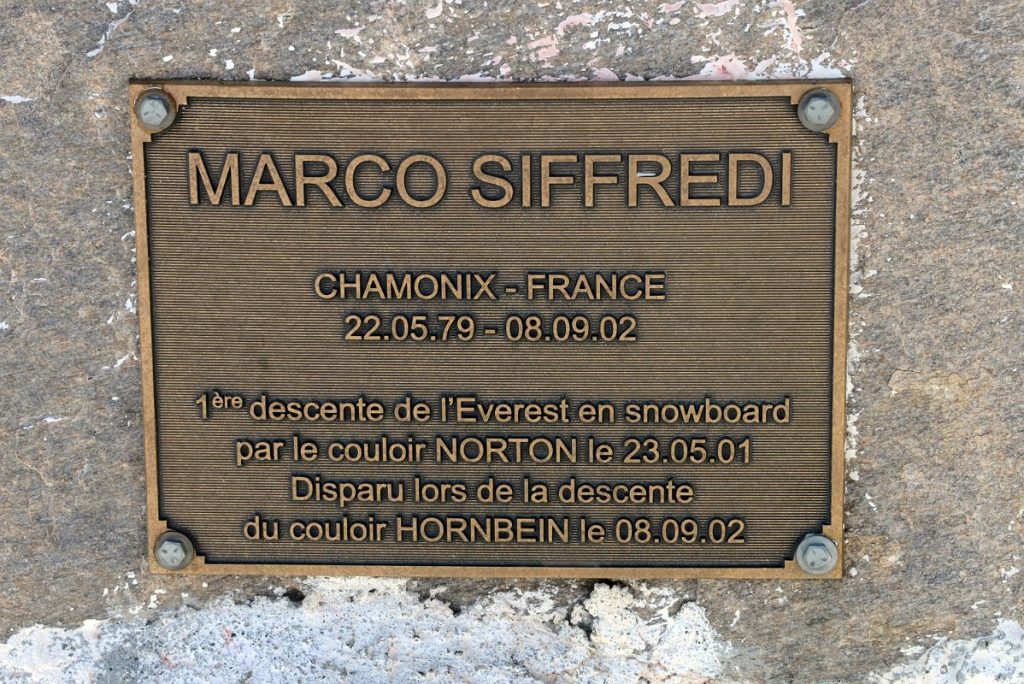 MARCO SIFFREDI
CHAMONIX - FRANCE
22.05.79 - 08.09.02
1ère descente de l'Everest en snowboard
par le couloir NORTON le 23.05.01
Disparu lors de la descente
du couloir HORNBEIN le 08.09.02